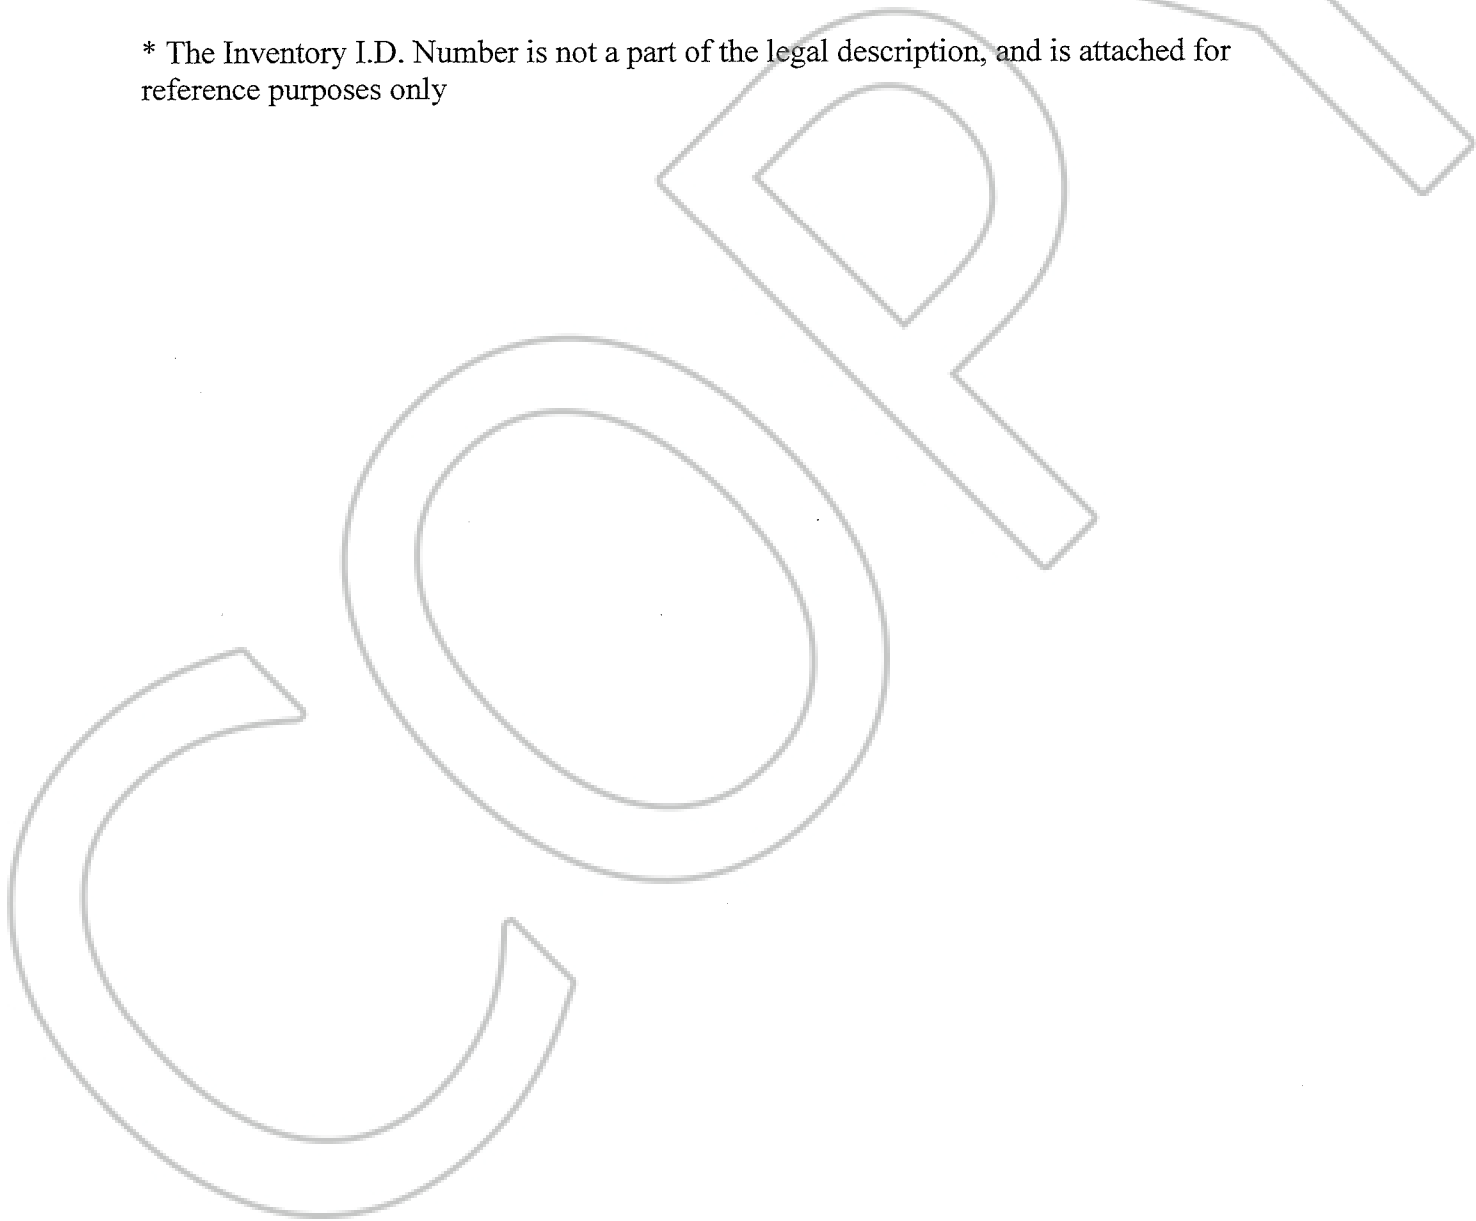 * The Inventory I.D. Number is not a part of the legal description, and is attached for
reference purposes only
COPY